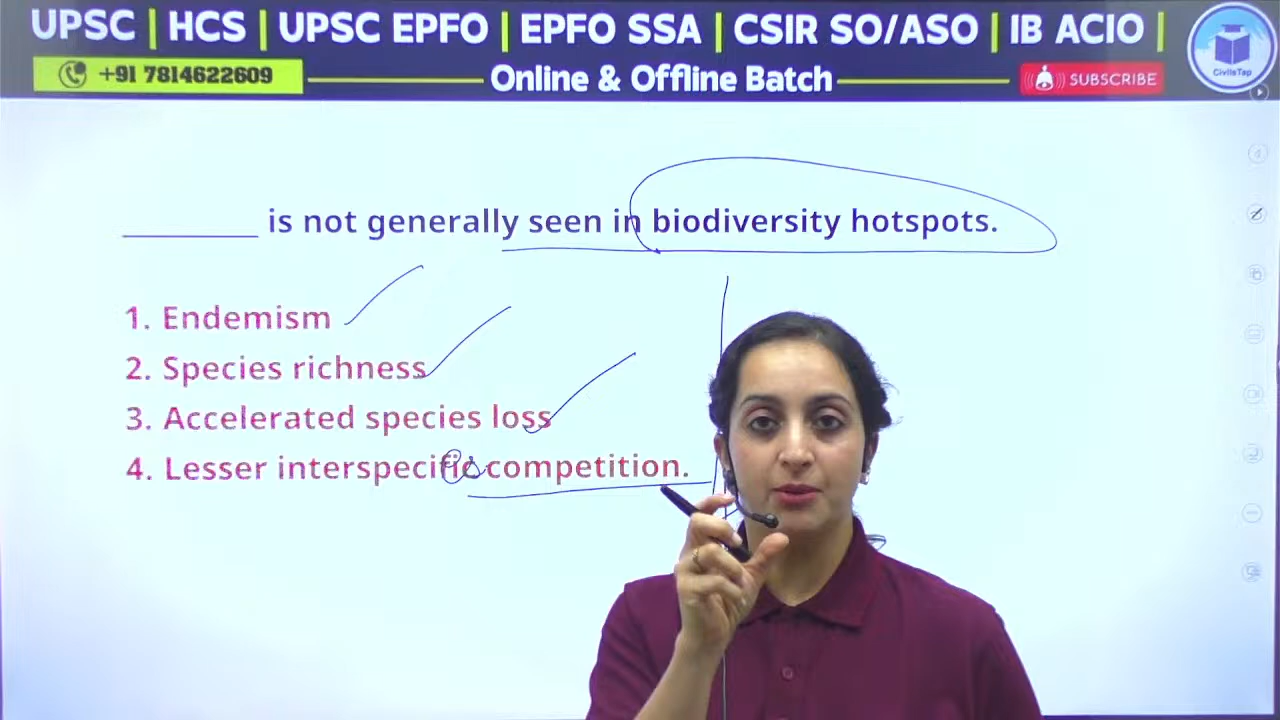 UPSC | HCS | UPSC EPFO | EPFO SSA | CSIR SO/ASO | IB ACIO |
+91 7814622609 Online & Offline Batch SUBSCRIBE
CivilsTap
_________ is not generally seen in biodiversity hotspots.
1. Endemism
2. Species richness
3. Accelerated species loss
4. Lesser interspecific competition.